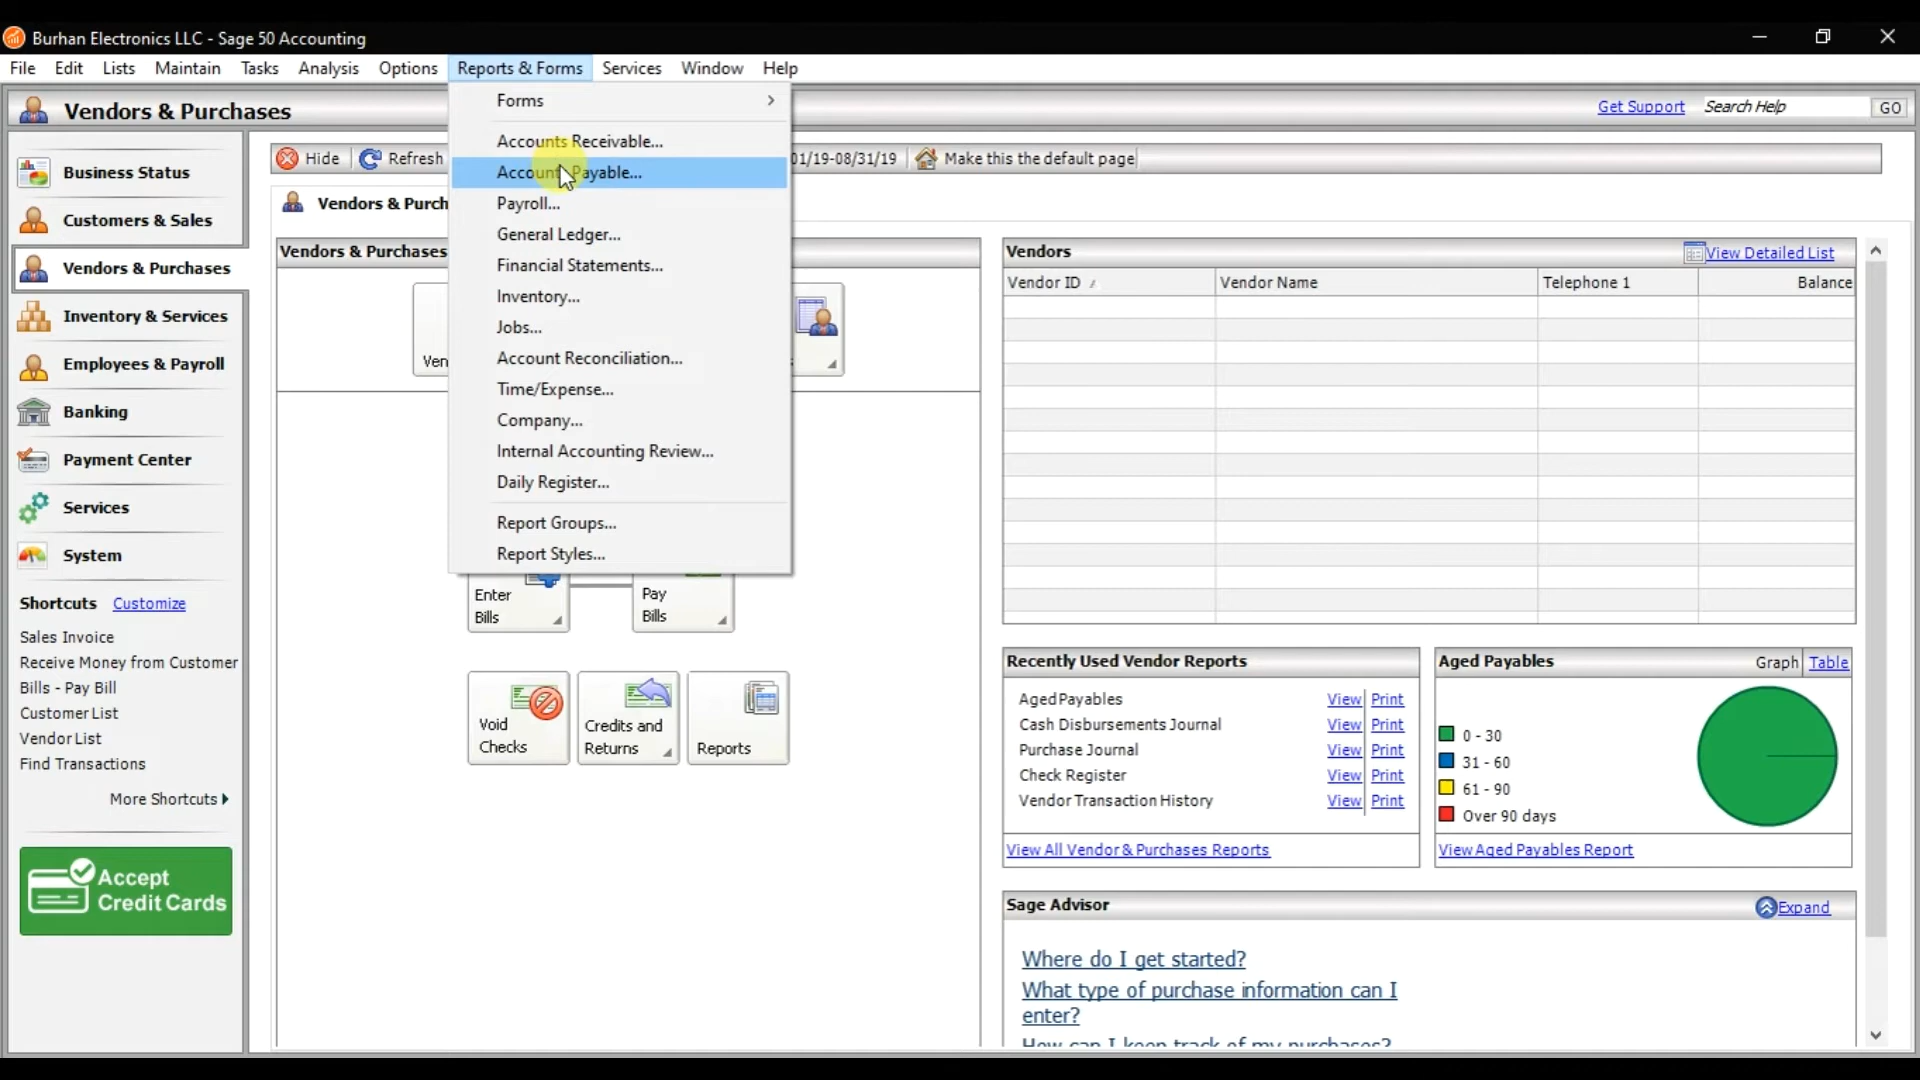 Burhan Electronics LLC - Sage 50 Accounting
File Edit Lists Maintain Tasks Analysis Options Reports & Forms Services Window Help
Vendors & Purchases
Get Support Search Help GO
Business Status
Customers & Sales
Vendors & Purchases
Inventory & Services
Employees & Payroll
Banking
Payment Center
Services
System
Shortcuts Customize
Sales Invoice
Receive Money from Customer
Bills - Pay Bill
Customer List
Vendor List
Find Transactions
More Shortcuts
Accept
Credit Cards
Hide Refresh 01/19-08/31/19 Make this the default page
Forms
Accounts Receivable...
Accounts Payable...
Payroll...
General Ledger...
Financial Statements...
Inventory...
Jobs...
Account Reconciliation...
Time/Expense...
Company...
Internal Accounting Review...
Daily Register...
Report Groups...
Report Styles...
Vendors & Purch
Vendors & Purchases
Ven
Enter
Bills
Pay
Bills
Void
Checks
Credits and
Returns
Reports
Vendors View Detailed List
Vendor ID Vendor Name Telephone 1 Balance
Recently Used Vendor Reports
Aged Payables View Print
Cash Disbursements Journal View Print
Purchase Journal View Print
Check Register View Print
Vendor Transaction History View Print
View All Vendor & Purchases Reports
Aged Payables Graph Table
0 - 30
31 - 60
61 - 90
Over 90 days
View Aged Payables Report
Sage Advisor Expand
Where do I get started?
What type of purchase information can I
enter?
How can I keep track of my purchases?